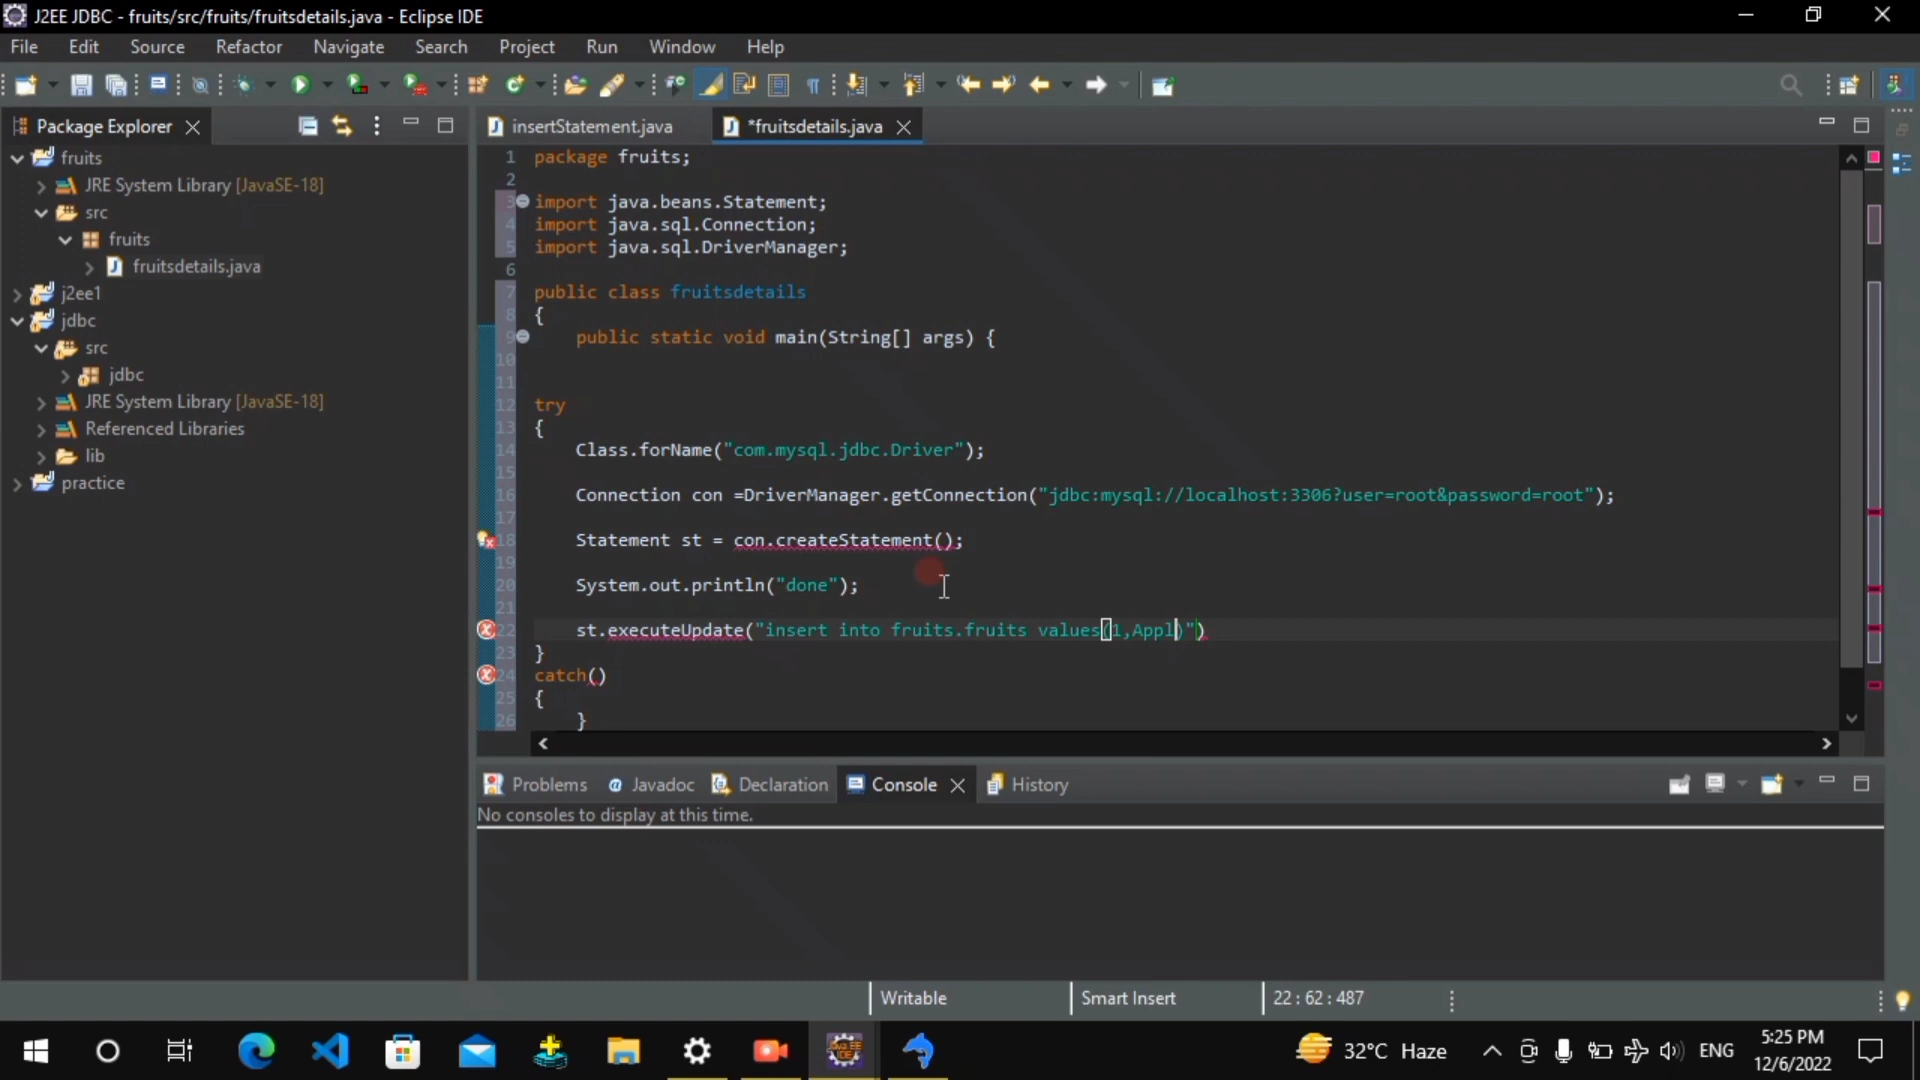 J2EE JDBC - fruits/src/fruits/fruitsdetails.java - Eclipse IDE
File Edit Source Refactor Navigate Search Project Run Window Help
Package Explorer
insertStatement.java
*fruitsdetails.java
fruits
JRE System Library [JavaSE-18]
src
fruits
fruitsdetails.java
j2ee1
jdbc
src
jdbc
JRE System Library [JavaSE-18]
Referenced Libraries
lib
practice
1 package fruits;
2
3 import java.beans.Statement;
4 import java.sql.Connection;
5 import java.sql.DriverManager;
6
7 public class fruitsdetails
8 {
9 public static void main(String[] args) {
10
11
12 try
13 {
14 Class.forName("com.mysql.jdbc.Driver");
15
16 Connection con =DriverManager.getConnection("jdbc:mysql://localhost:3306?user=root&password=root");
17
18 Statement st = con.createStatement();
19
20 System.out.println("done");
21
22 st.executeUpdate("insert into fruits.fruits values(1,Appl)")
23 }
24 catch()
25 {
26 }
Problems @ Javadoc Declaration Console History
No consoles to display at this time.
Writable Smart Insert 22 : 62 : 487
32°C Haze ENG
5:25 PM
12/6/2022